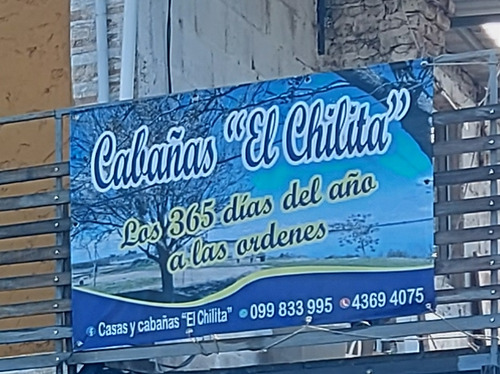 Cabañas "El Chilita"
Los 365 días del año
a las ordenes
Casas y cabañas "El Chilita" 099 833 995 4369 4075